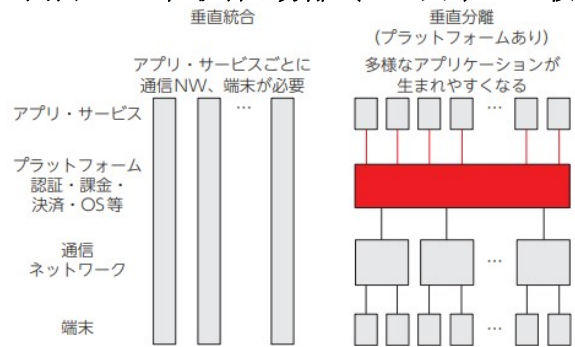 垂直統合
アプリ・サービスごとに
通信NW、端末が必要
垂直分離
(プラットフォームあり)
多様なアプリケーションが
生まれやすくなる
…
アプリ・サービス
…
プラットフォーム
認証・課金・
決済・OS等
通信
ネットワーク
…
端末
…